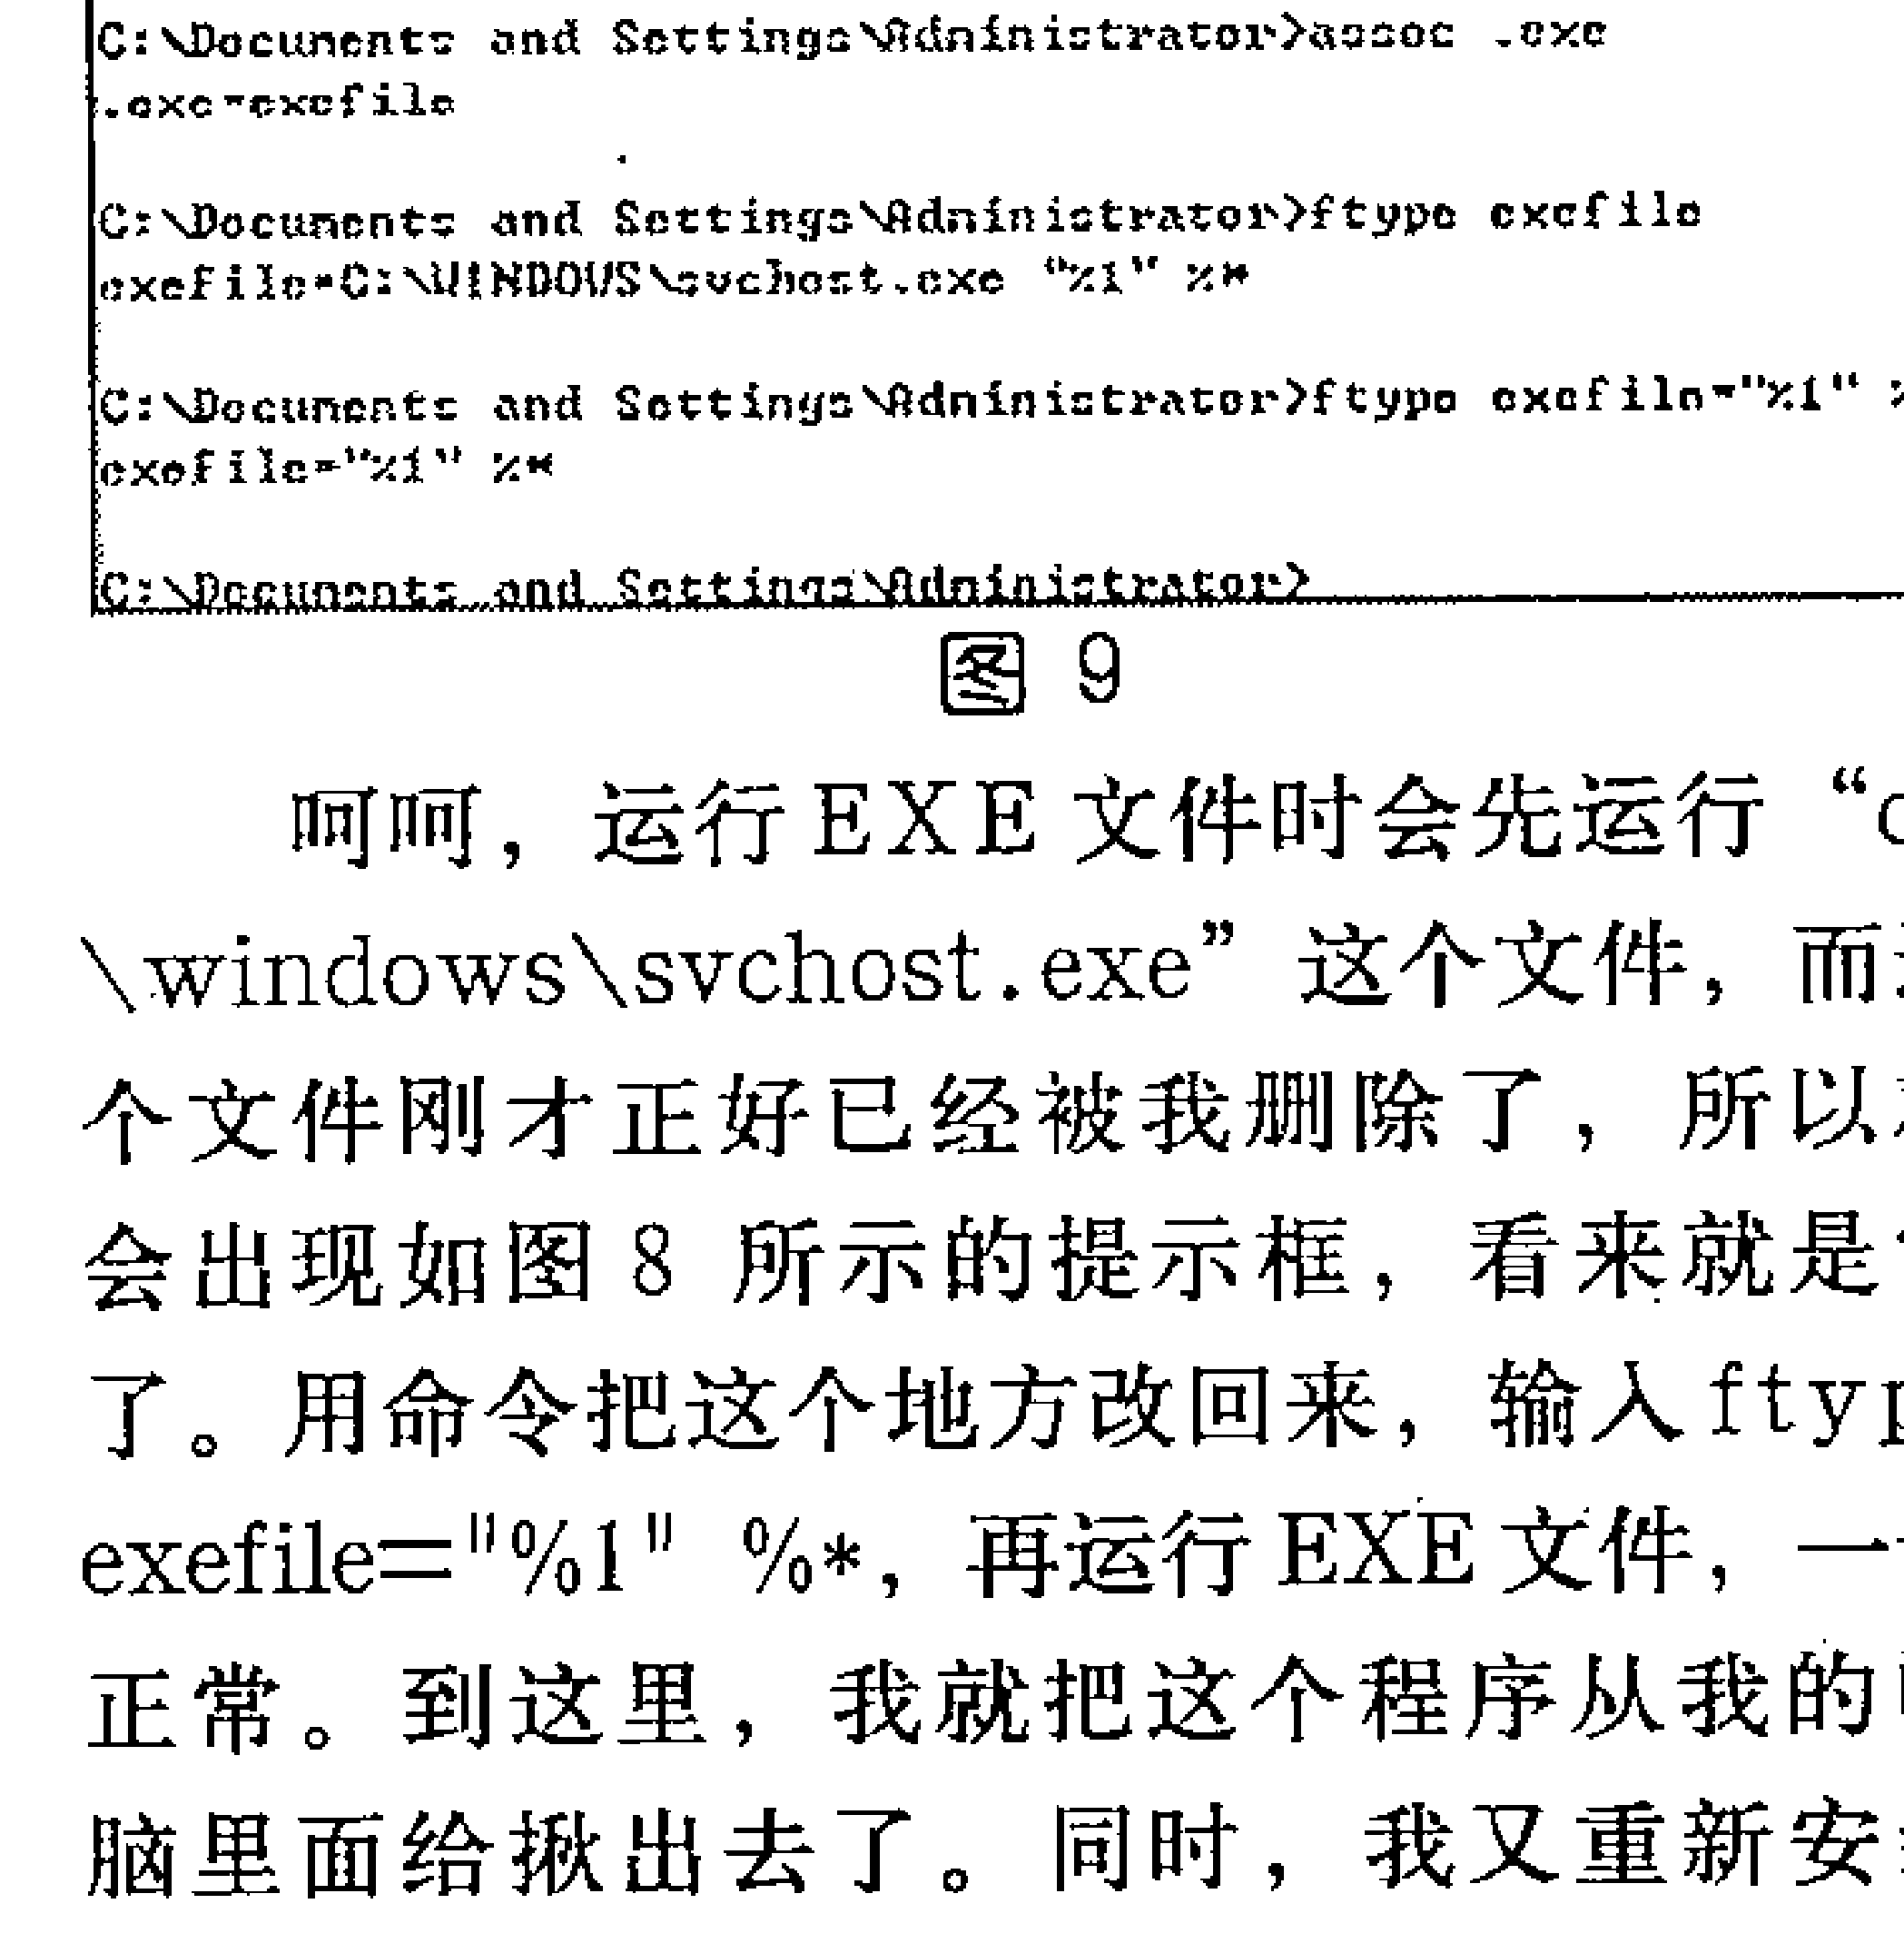 C:\Documents and Settings\Administrator>assoc .exe
.exe=exefile
C:\Documents and Settings\Administrator>ftype exefile
exefile=C:\WINDOWS\svchost.exe "%1" %*
C:\Documents and Settings\Administrator>ftype exefile="%1"
exefile="%1" %*
C:\Documents and Settings\Administrator>
图 9
呵呵，运行EXE文件时会先运行“
\windows\svchost.exe”这个文件，而
个文件刚才正好已经被我删除了，所以
会出现如图 8 所示的提示框，看来就是
了。用命令把这个地方改回来，输入ftyp
exefile="%1" %*，再运行EXE文件，一
正常。到这里，我就把这个程序从我的
脑里面给揪出去了。同时，我又重新安